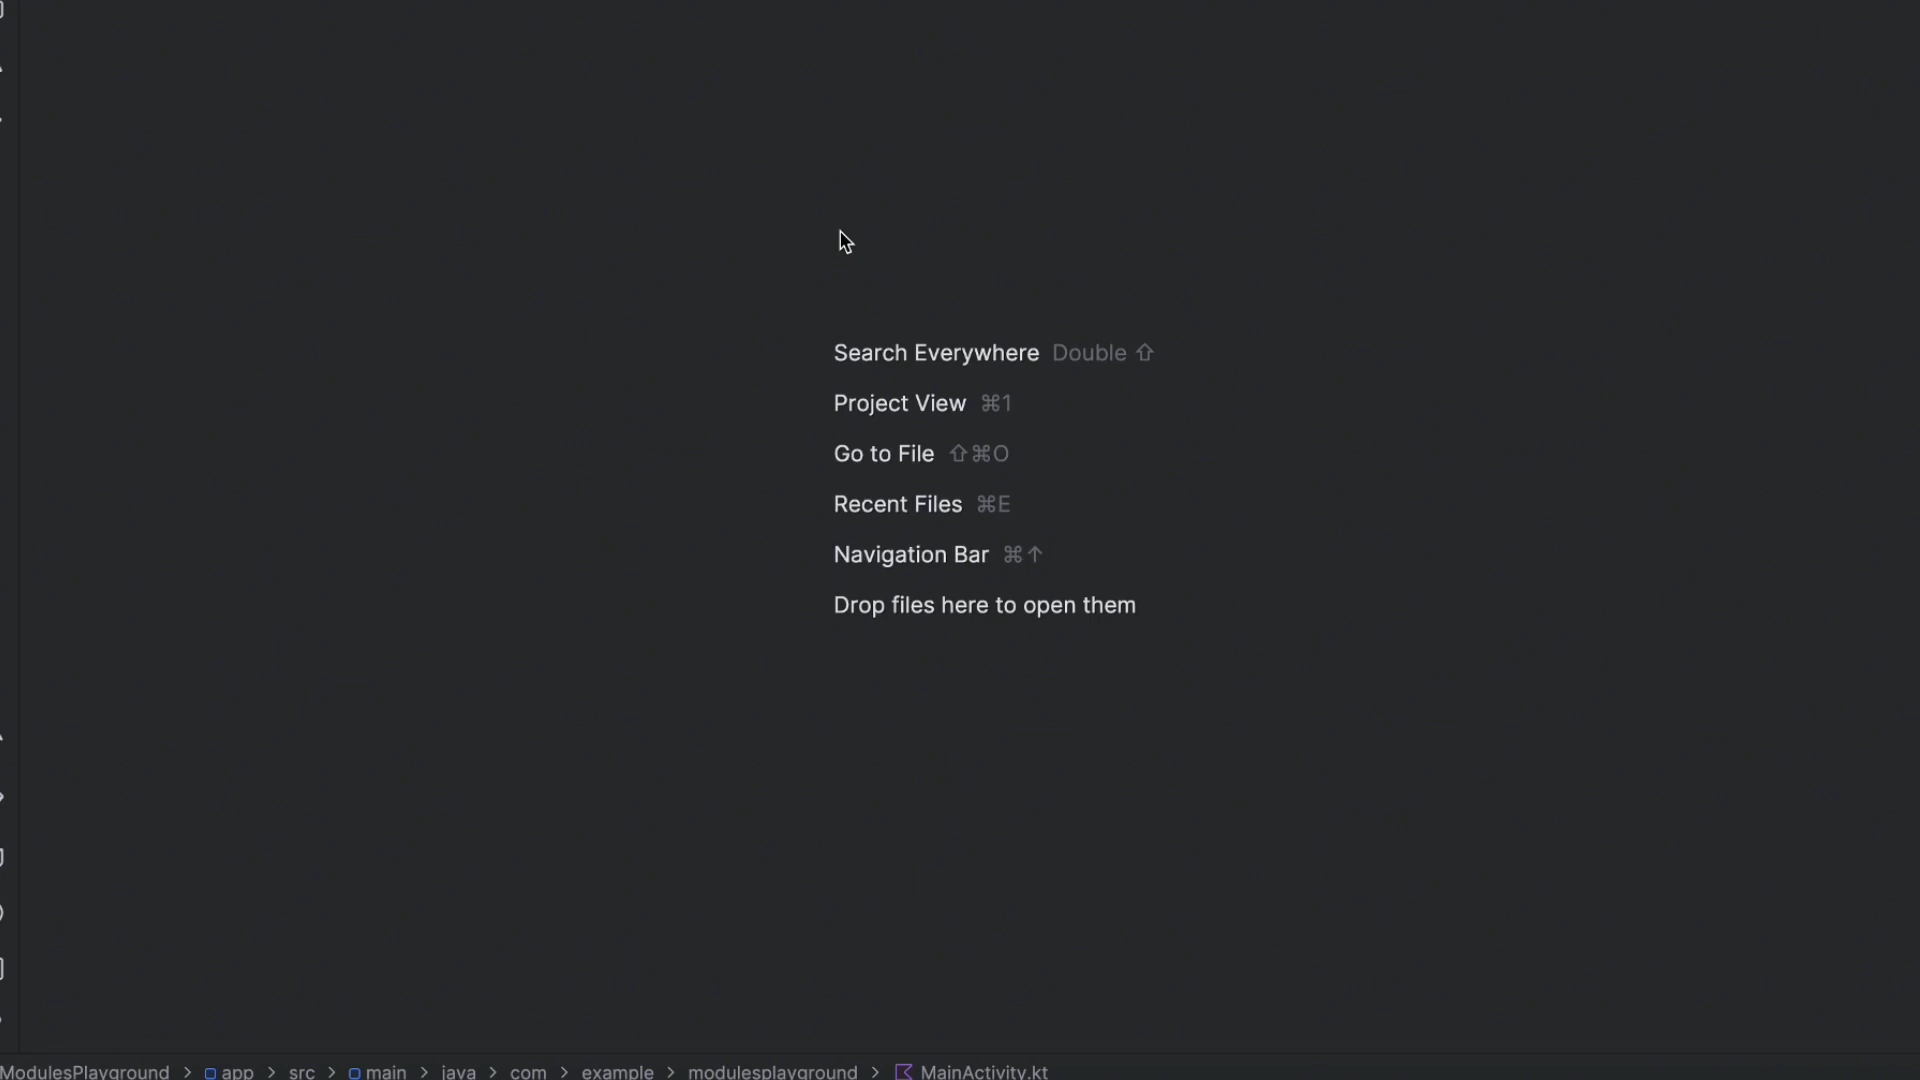 Search Everywhere Double ⇧
Project View ⌘1
Go to File ⇧⌘O
Recent Files ⌘E
Navigation Bar ⌘↑
Drop files here to open them
ModulesPlayground > app > src > main > java > com > example > modulesplayground > MainActivity.kt